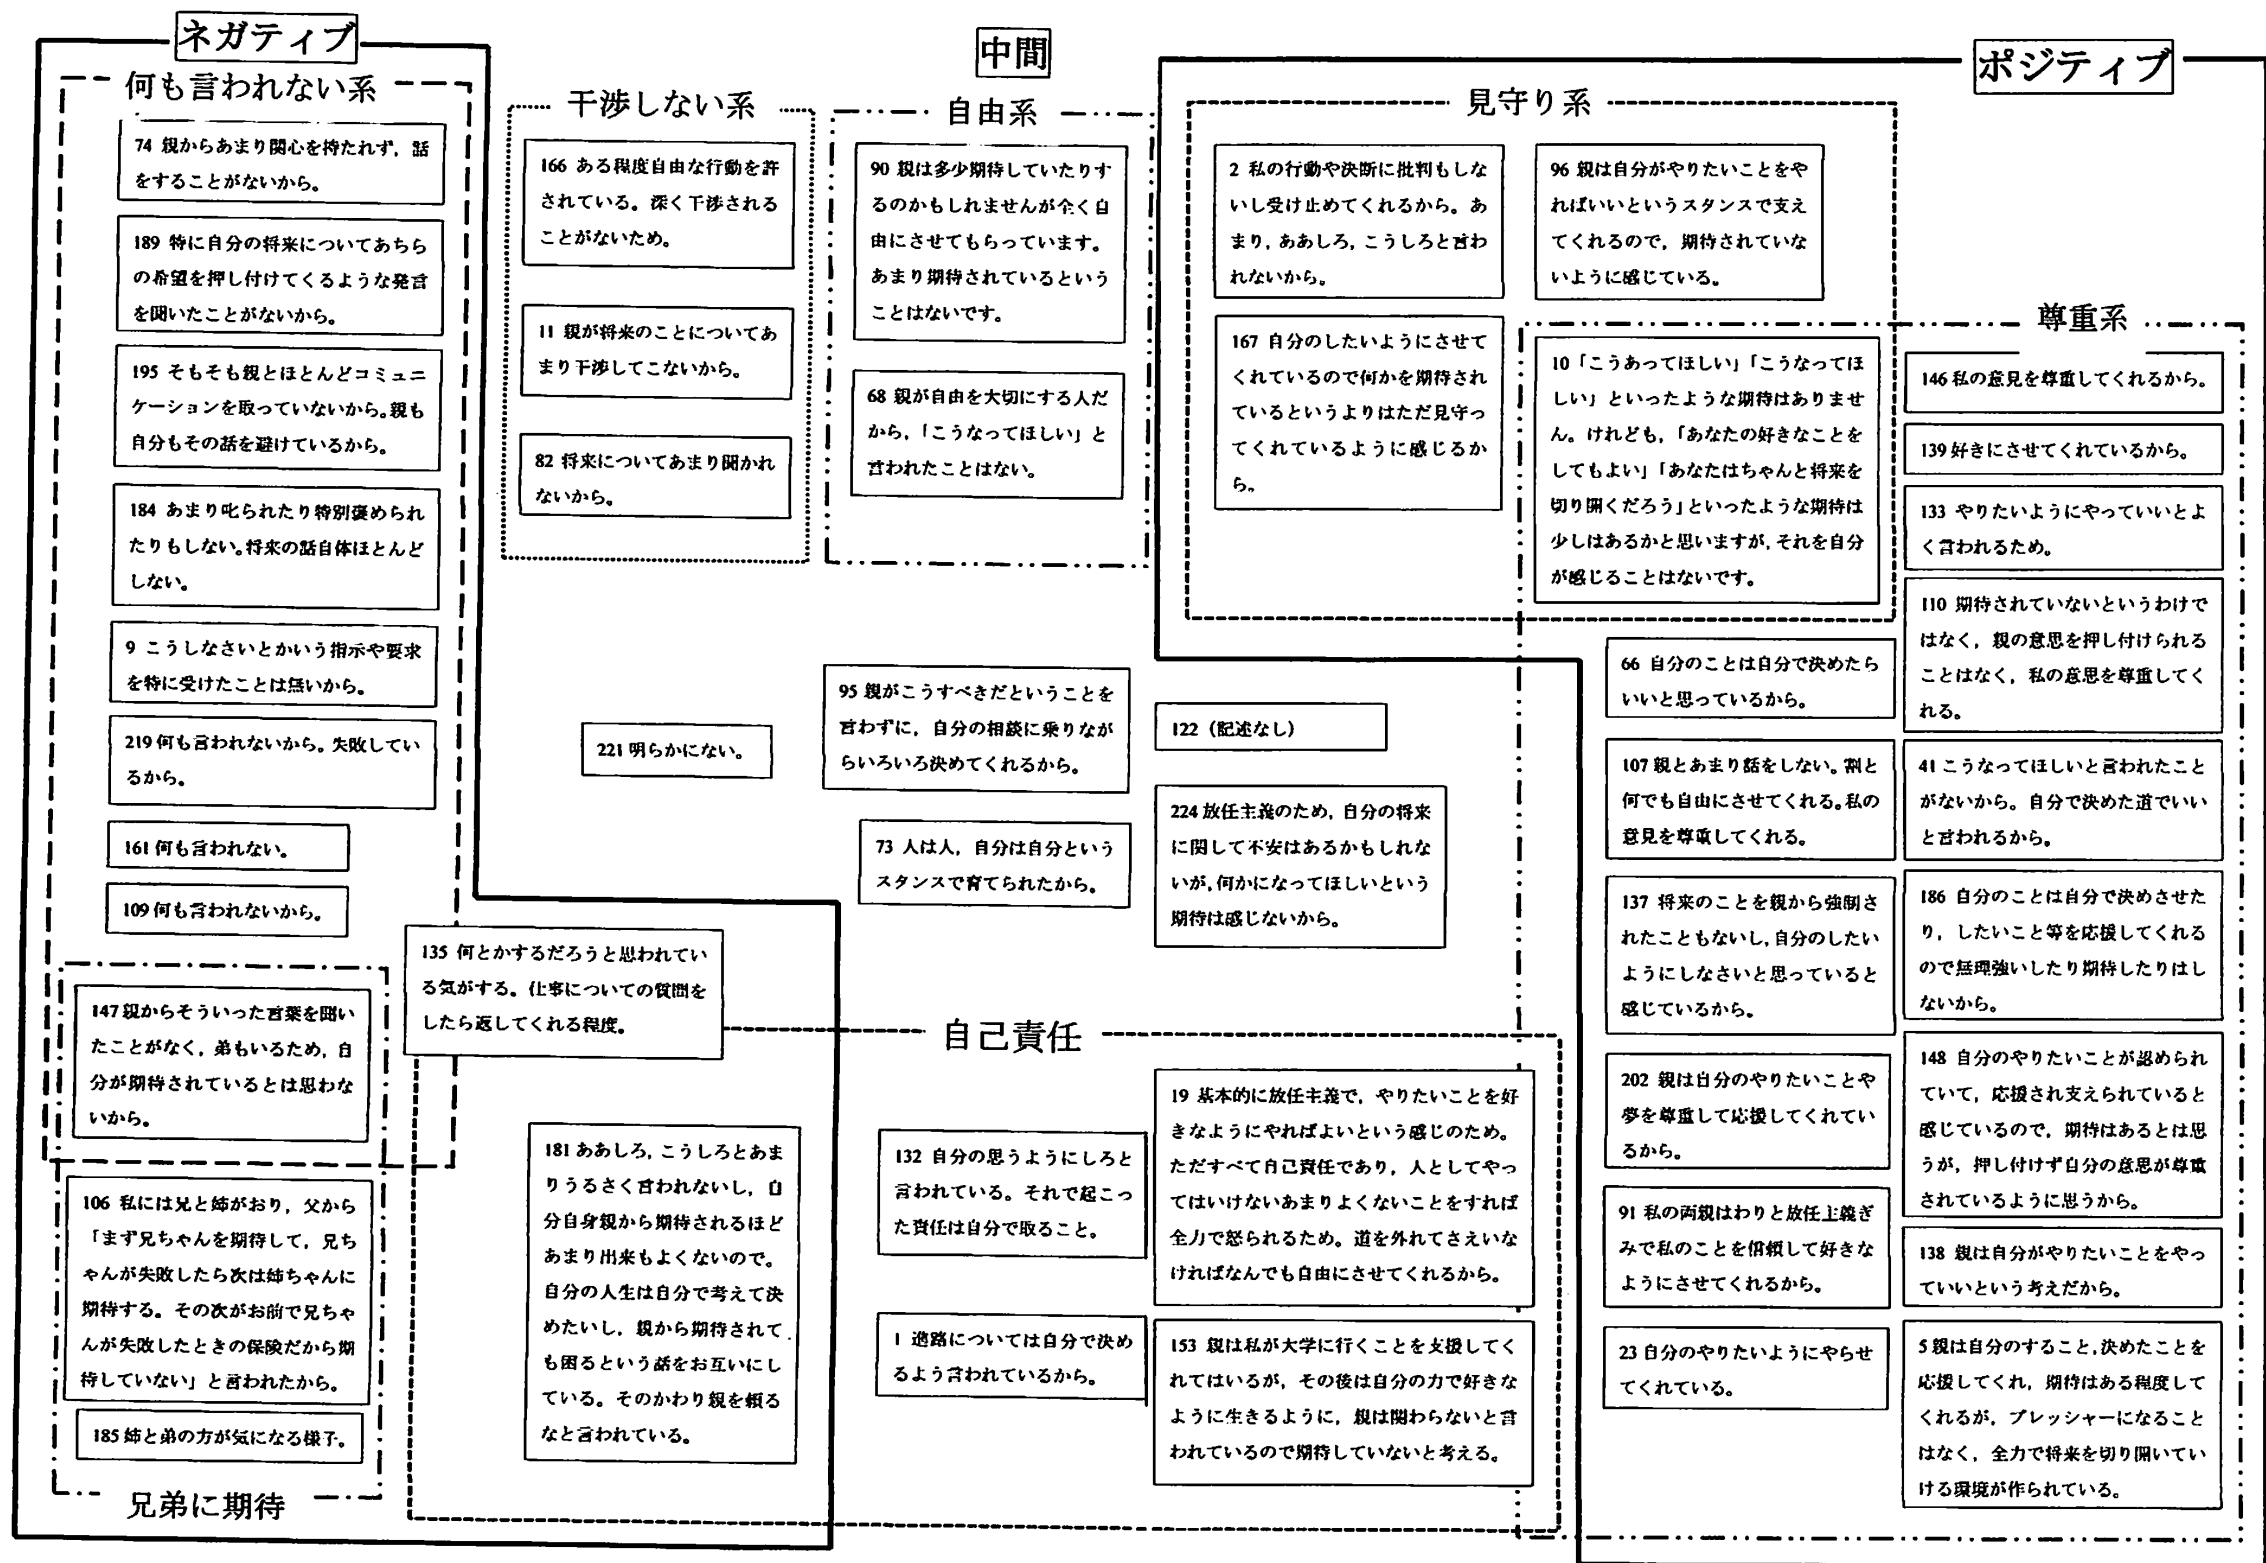 ネガティブ
何も言われない系
74 親からあまり関心を持たれず，話
をすることがないから。
189 特に自分の将来についてあちら
の希望を押し付けてくるような発言
を聞いたことがないから。
195 そもそも親とほとんどコミュニ
ケーションを取っていないから。親も
自分もその話を避けているから。
184 あまり叱られたり特別褒められ
たりもしない。将来の話自体ほとんど
しない。
9 こうしなさいとかいう指示や要求
を特に受けたことは無いから。
219 何も言われないから。失敗してい
るから。
161 何も言われない。
109 何も言われないから。
147 親からそういった言葉を聞い
たことがなく，弟もいるため，自
分が期待されているとは思わな
いから。
106 私には兄と姉がおり，父から
「まず兄ちゃんを期待して，兄ち
ゃんが失敗したら次は姉ちゃんに
期待する。その次がお前で兄ちゃ
んが失敗したときの保険だから期
待していない」と言われたから。
185 姉と弟の方が気になる様子。
兄弟に期待
中間
干渉しない系
166 ある程度自由な行動を許
されている。深く干渉される
ことがないため。
11 親が将来のことについてあ
まり干渉してこないから。
82 将来についてあまり聞かれ
ないから。
自由系
90 親は多少期待していたりす
るのかもしれませんが全く自
由にさせてもらっています。
あまり期待されているという
ことはないです。
68 親が自由を大切にする人だ
から，「こうなってほしい」と
言われたことはない。
221 明らかにない。
95 親がこうすべきだということを
言わずに，自分の相談に乗りなが
らいろいろ決めてくれるから。
73 人は人，自分は自分という
スタンスで育てられたから。
122（記述なし）
224 放任主義のため，自分の将来
に関して不安はあるかもしれな
いが，何かになってほしいという
期待は感じないから。
135 何とかするだろうと思われてい
る気がする。仕事についての質問を
したら返してくれる程度。
自己責任
181 ああしろ，こうしろとあま
りうるさく言われないし，自
分自身親から期待されるほど
あまり出来もよくないので。
自分の人生は自分で考えて決
めたいし，親から期待されて
も困るという話をお互いにし
ている。そのかわり親を頼る
なと言われている。
132 自分の思うようにしろと
言われている。それで起こっ
た責任は自分で取ること。
1 進路については自分で決め
るよう言われているから。
19 基本的に放任主義で，やりたいことを好
きなようにやればよいという感じのため。
ただすべて自己責任であり，人としてやっ
てはいけないあまりよくないことをすれば
全力で怒られるため。道を外れてさえいな
ければなんでも自由にさせてくれるから。
153 親は私が大学に行くことを支援してく
れてはいるが，その後は自分の力で好きな
ように生きるように，親は関わらないと言
われているので期待していないと考える。
ポジティブ
見守り系
2 私の行動や決断に批判もしな
いし受け止めてくれるから。あ
まり，ああしろ，こうしろと言わ
れないから。
96 親は自分がやりたいことをや
ればいいというスタンスで支え
てくれるので，期待されていな
いように感じている。
167 自分のしたいようにさせて
くれているので何かを期待され
ているというよりはただ見守っ
てくれているように感じるか
ら。
尊重系
10「こうあってほしい」「こうなってほ
しい」といったような期待はありませ
ん。けれども，「あなたの好きなことを
してもよい」「あなたはちゃんと将来を
切り開くだろう」といったような期待は
少しはあるかと思いますが，それを自分
が感じることはないです。
66 自分のことは自分で決めたら
いいと思っているから。
107 親とあまり話をしない。割と
何でも自由にさせてくれる。私の
意見を尊重してくれる。
137 将来のことを親から強制さ
れたこともないし，自分のしたい
ようにしなさいと思っていると
感じているから。
202 親は自分のやりたいことや
夢を尊重して応援してくれてい
るから。
91 私の両親はわりと放任主義ぎ
みで私のことを信頼して好きな
ようにさせてくれるから。
23 自分のやりたいようにやらせ
てくれている。
146 私の意見を尊重してくれるから。
139 好きにさせてくれているから。
133 やりたいようにやっていいとよ
く言われるため。
110 期待されていないというわけで
はなく，親の意思を押し付けられる
ことはなく，私の意思を尊重してく
れる。
41 こうなってほしいと言われたこと
がないから。自分で決めた道でいい
と言われるから。
186 自分のことは自分で決めさせた
り，したいこと等を応援してくれる
ので無理強いしたり期待したりはし
ないから。
148 自分のやりたいことが認められ
ていて，応援され支えられていると
感じているので，期待はあるとは思
うが，押し付けず自分の意思が尊重
されているように思うから。
138 親は自分がやりたいことをやっ
ていいという考えだから。
5 親は自分のすること，決めたことを
応援してくれ，期待はある程度して
くれるが，プレッシャーになること
はなく，全力で将来を切り開いてい
ける環境が作られている。